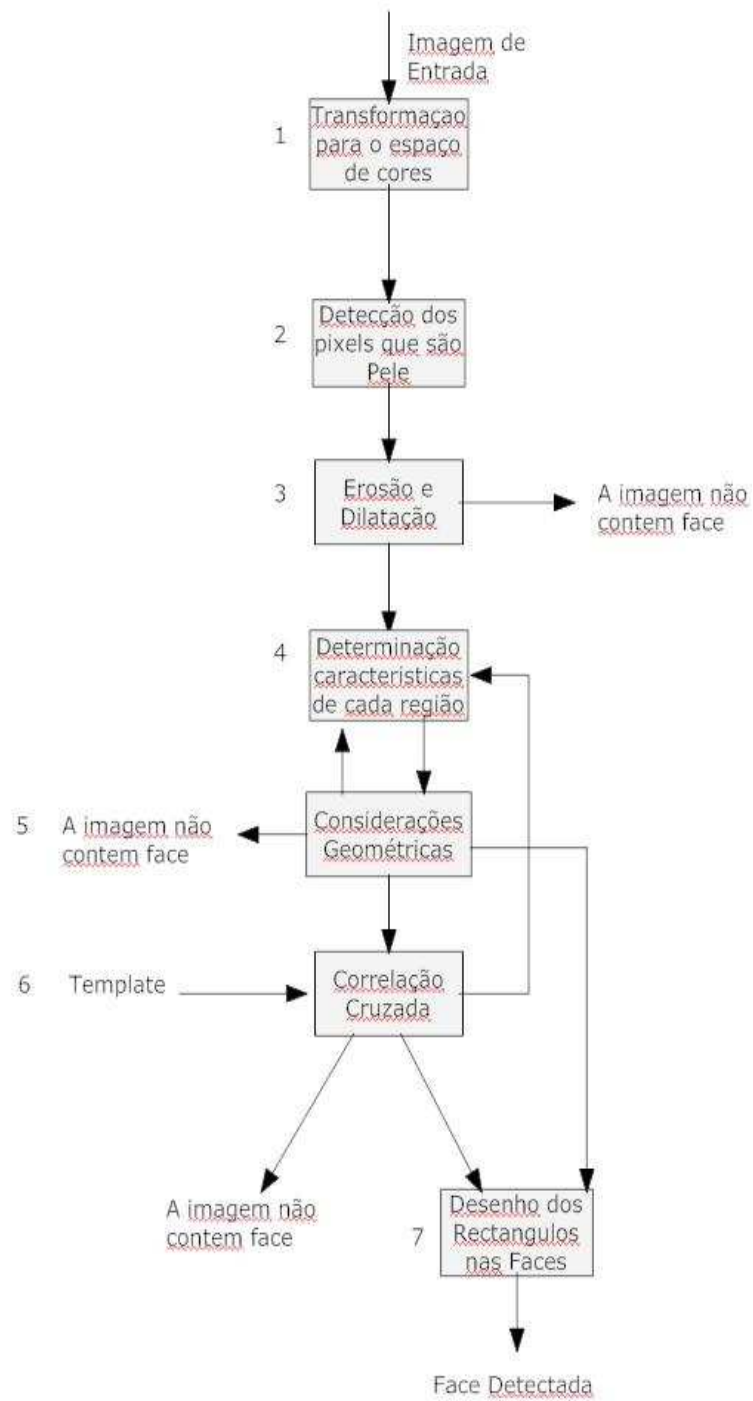 Imagem de
Entrada
1
Transformaçao
para o espaço
de cores
2
Detecção dos
pixels que são
Pele
3
Erosão e
Dilatação
A imagem não
contem face
4
Determinação
caracteristicas
de cada região
5
A imagem não
contem face
Considerações
Geométricas
6
Template
Correlação
Cruzada
A imagem não
contem face
7
Desenho dos
Rectangulos
nas Faces
Face Detectada